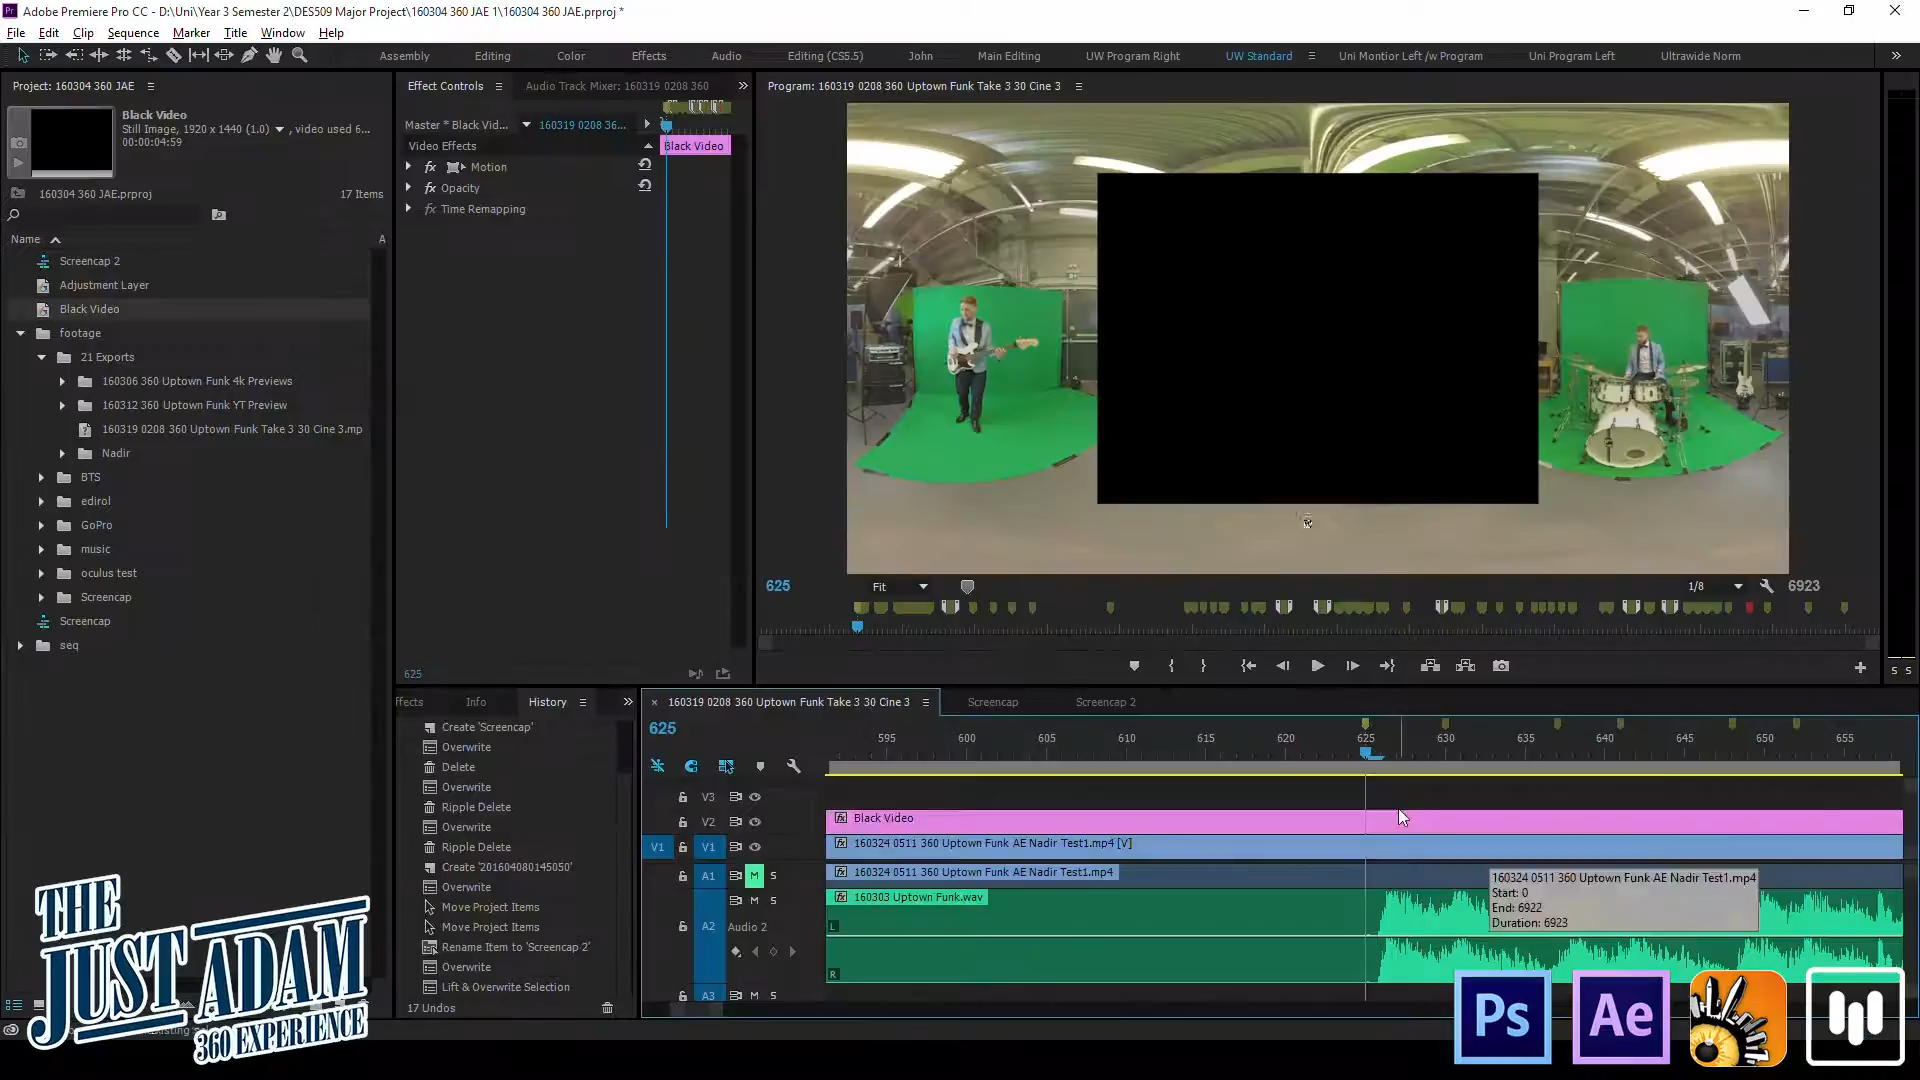 Adobe Premiere Pro CC - D:\Uni\Year 3 Semester 2\DES509 Major Project\160304 360 JAE 1\160304 360 JAE.prproj *
File Edit Clip Sequence Marker Title Window Help
Assembly Editing Color Effects Audio Editing (CS5.5) John Main Editing UW Program Right UW Standard Uni Montior Left /w Program Uni Program Left Ultrawide Norm
Project: 160304 360 JAE
Black Video
Still Image, 1920 x 1440 (1.0) , video used 6...
00:00:04:59
160304 360 JAE.prproj 17 Items
Name A
Screencap 2
Adjustment Layer
Black Video
footage
21 Exports
160306 360 Uptown Funk 4k Previews
160312 360 Uptown Funk YT Preview
160319 0208 360 Uptown Funk Take 3 30 Cine 3.mp
Nadir
BTS
edirol
GoPro
music
oculus test
Screencap
Screencap
seq
Effect Controls Audio Track Mixer: 160319 0208 360
Master * Black Vid... 160319 0208 36...
Video Effects Black Video
fx Motion
fx Opacity
fx Time Remapping
625
Program: 160319 0208 360 Uptown Funk Take 3 30 Cine 3
625 Fit 1/8 6923
S S
ffects Info History
Create 'Screencap'
Overwrite
Delete
Overwrite
Ripple Delete
Overwrite
Ripple Delete
Create '201604080145050'
Overwrite
Move Project Items
Move Project Items
Rename Item to 'Screencap 2'
Overwrite
Lift & Overwrite Selection
17 Undos
160319 0208 360 Uptown Funk Take 3 30 Cine 3 Screencap Screencap 2
625
595 600 605 610 615 620 625 630 635 640 645 650 655
V3
V2 fx Black Video
V1 V1 fx 160324 0511 360 Uptown Funk AE Nadir Test1.mp4 [V]
A1 M S fx 160324 0511 360 Uptown Funk AE Nadir Test1.mp4
M S fx 160303 Uptown Funk.wav
A2 Audio 2 L
R
A3 M S
160324 0511 360 Uptown Funk AE Nadir Test1.mp4
Start: 0
End: 6922
Duration: 6923
THE
JUST ADAM
360 EXPERIENCE
Ps Ae